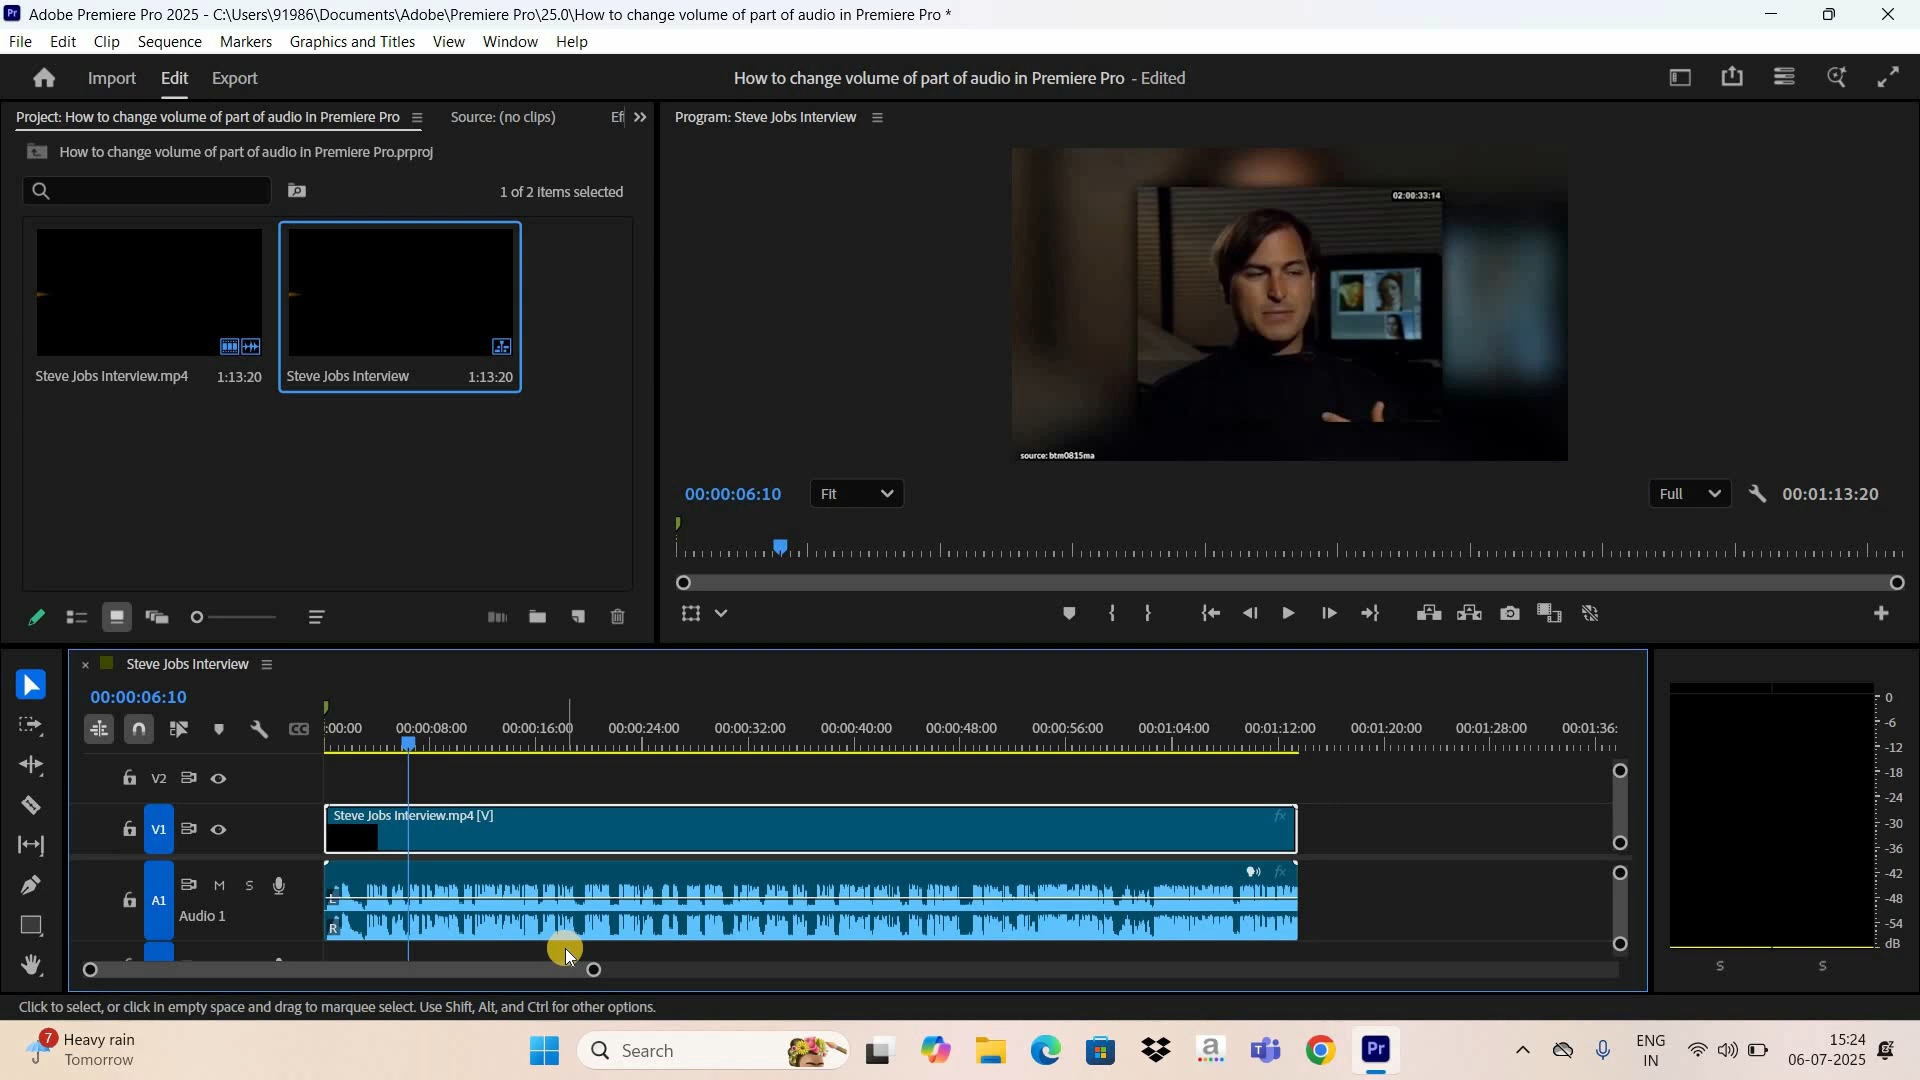 Adobe Premiere Pro 2025 - C:\Users\91986\Documents\Adobe\Premiere Pro\25.0\How to change volume of part of audio in Premiere Pro *
File Edit Clip Sequence Markers Graphics and Titles View Window Help
Import Edit Export
How to change volume of part of audio in Premiere Pro - Edited
Project: How to change volume of part of audio in Premiere Pro
Source: (no clips)
Ef
Program: Steve Jobs Interview
How to change volume of part of audio in Premiere Pro.prproj
1 of 2 items selected
Steve Jobs Interview.mp4 1:13:20
Steve Jobs Interview 1:13:20
02:00:33:14
source: btm0815ma
00:00:06:10 Fit Full 00:01:13:20
Steve Jobs Interview
00:00:06:10
:00:00 00:00:08:00 00:00:16:00 00:00:24:00 00:00:32:00 00:00:40:00 00:00:48:00 00:00:56:00 00:01:04:00 00:01:12:00 00:01:20:00 00:01:28:00 00:01:36:
CC
V2
V1
Steve Jobs Interview.mp4 [V] fx
A1 M S
Audio 1
L
R
fx
0
-6
-12
-18
-24
-30
-36
-42
-48
-54
dB
S S
Click to select, or click in empty space and drag to marquee select. Use Shift, Alt, and Ctrl for other options.
7
Heavy rain
Tomorrow
Search
a
T
Pr
ENG
IN
15:24
06-07-2025